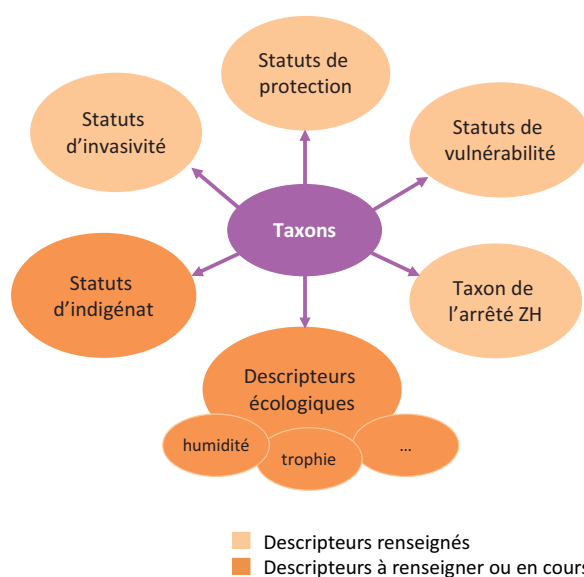 Statuts de
protection
Statuts
d’invasivité
Statuts de
vulnérabilité
Taxons
Statuts
d’indigénat
Taxon de
l’arrêté ZH
Descripteurs
écologiques
humidité
trophie
...
Descripteurs renseignés
Descripteurs à renseigner ou en cours